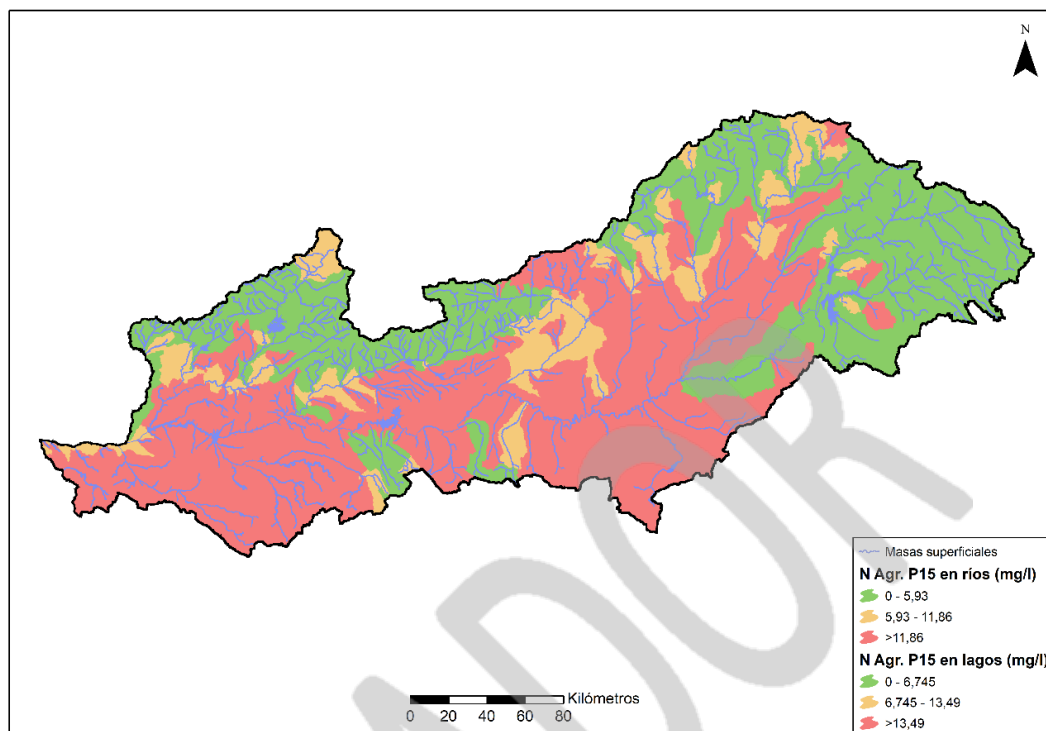 N
Masas superficiales
N Agr. P15 en ríos (mg/l)
0 - 5,93
5,93 - 11,86
>11,86
N Agr. P15 en lagos (mg/l)
0 - 6,745
6,745 - 13,49
>13,49
Kilómetros
0 20 40 60 80
ADOR